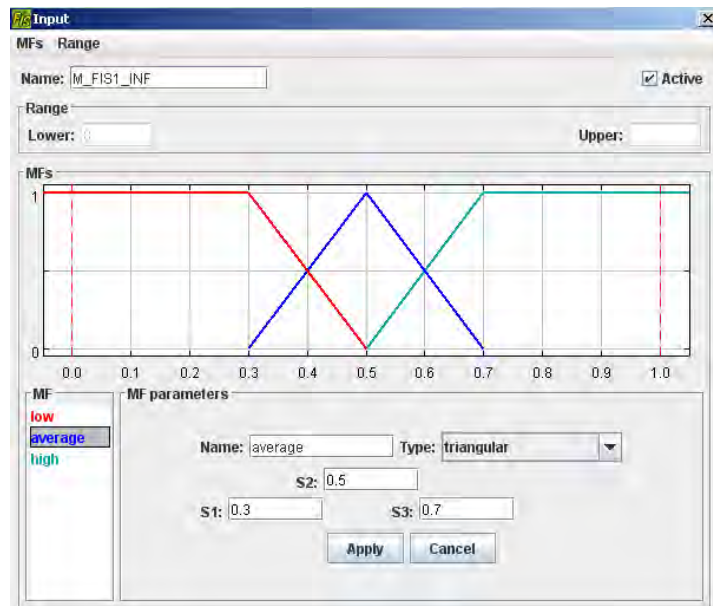 Fis Input
MFs Range
Name: M_FIS1_INF Active
Range
Lower: Upper:
MFs
1
0
0.0 0.1 0.2 0.3 0.4 0.5 0.6 0.7 0.8 0.9 1.0
MF MF parameters
low
average
high
Name: average Type: triangular
S2: 0.5
S1: 0.3 S3: 0.7
Apply Cancel